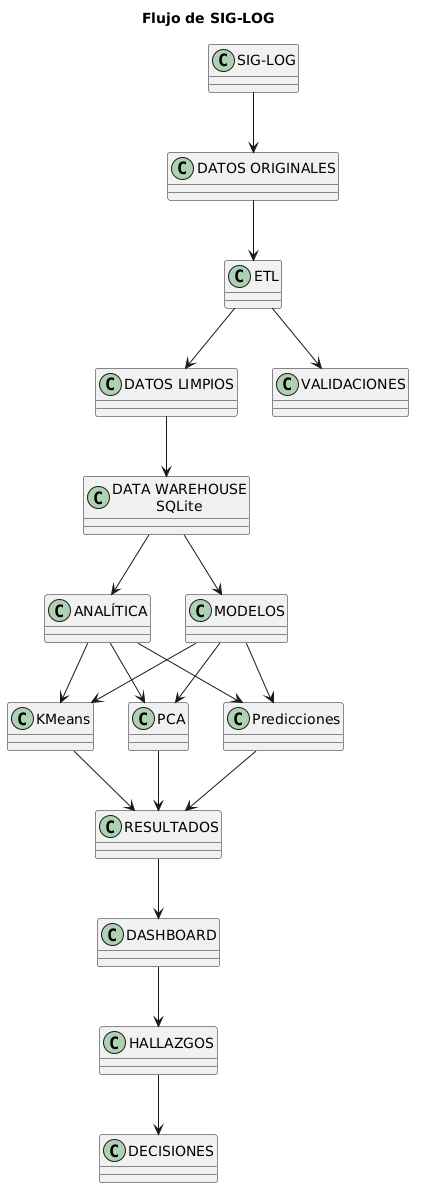 Flujo de SIG-LOG
C SIG-LOG
C DATOS ORIGINALES
C ETL
C DATOS LIMPIOS
C VALIDACIONES
C DATA WAREHOUSE
SQLite
C ANALÍTICA
C MODELOS
C KMeans
C PCA
C Predicciones
C RESULTADOS
C DASHBOARD
C HALLAZGOS
C DECISIONES